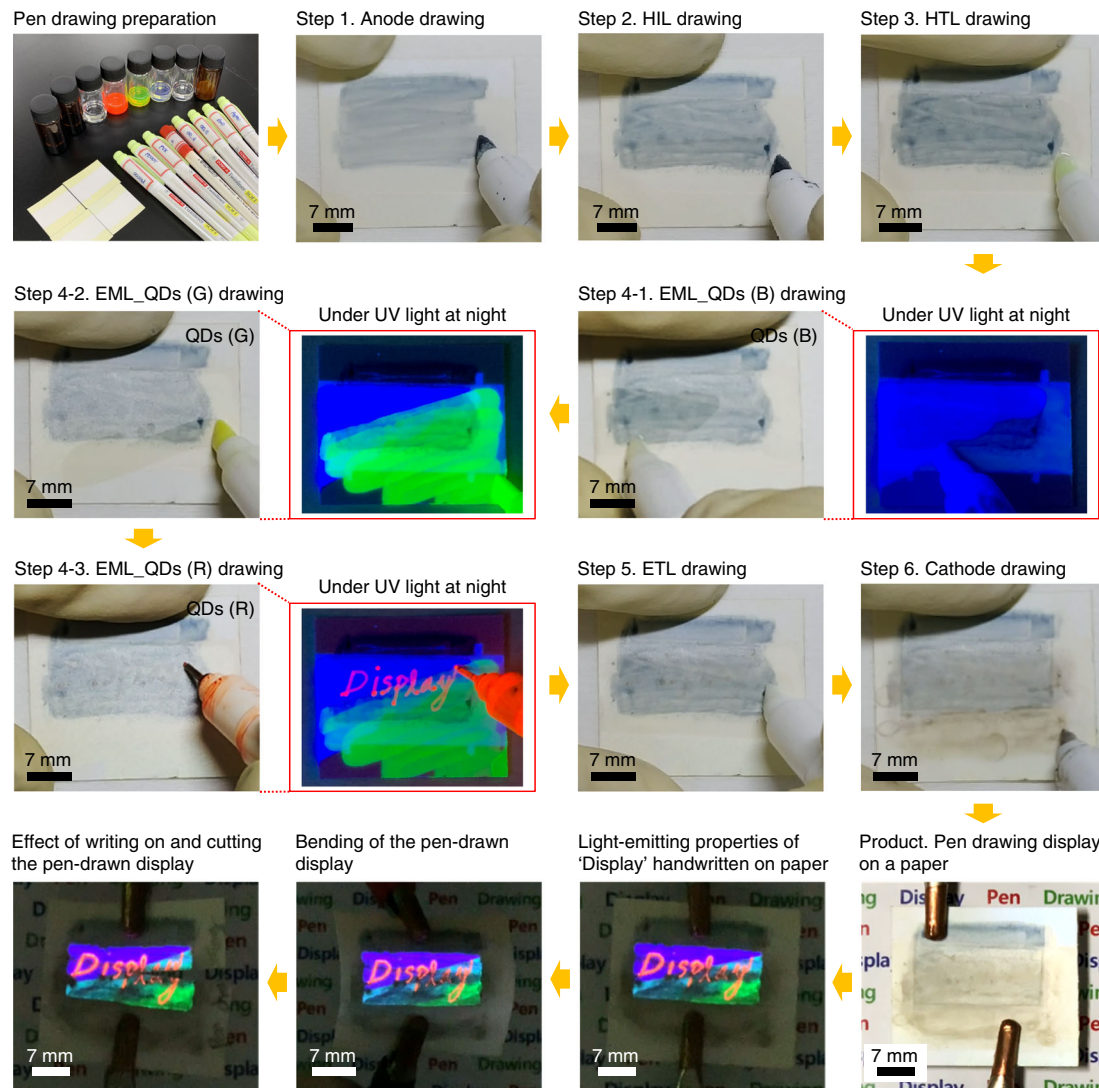 Pen drawing preparation
Step 1. Anode drawing
7 mm
Step 2. HIL drawing
7 mm
Step 3. HTL drawing
7 mm
Step 4-1. EML_QDs (B) drawing
QDs (B)
7 mm
Under UV light at night
Step 4-2. EML_QDs (G) drawing
QDs (G)
7 mm
Under UV light at night
Step 4-3. EML_QDs (R) drawing
QDs (R)
7 mm
Under UV light at night
Display
Step 5. ETL drawing
7 mm
Step 6. Cathode drawing
7 mm
Product. Pen drawing display
on a paper
Display Pen Drawin
7 mm
Light-emitting properties of
‘Display’ handwritten on paper
Display Pen Drawing
Display
7 mm
Bending of the pen-drawn
display
Pen Drawing
Display
7 mm
Effect of writing on and cutting
the pen-drawn display
Display
7 mm